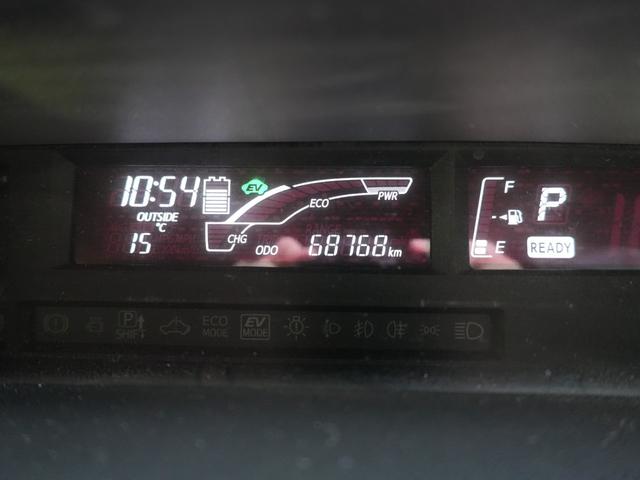 10:54
EV
OUTSIDE
°C
15
CHG
ECO
PWR
ODO 68768 km
F
E
P
READY
P
SHIFT
ECO
MODE
EV
MODE